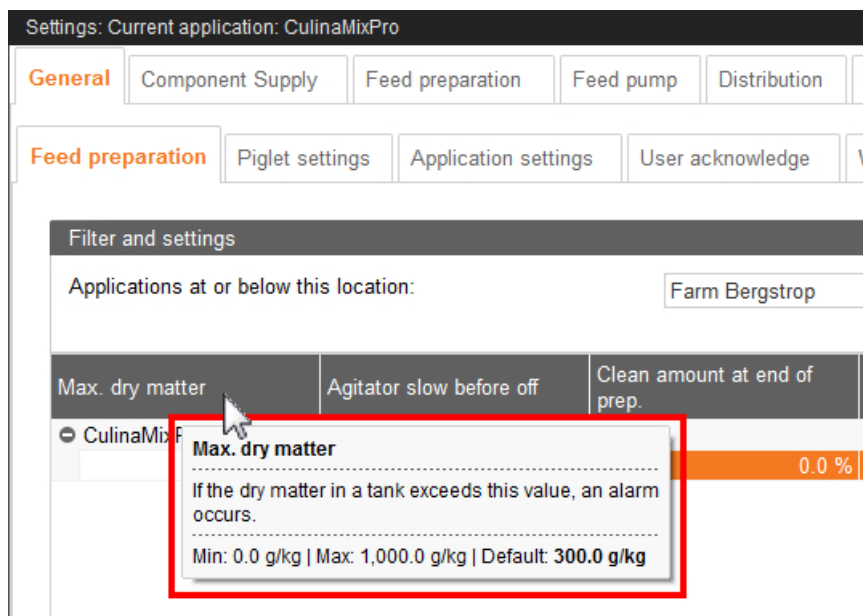 Settings: Current application: CulinaMixPro
General Component Supply Feed preparation Feed pump Distribution
Feed preparation Piglet settings Application settings User acknowledge
Filter and settings
Applications at or below this location: Farm Bergstrop
Max. dry matter Agitator slow before off Clean amount at end of
prep.
CulinaMixP
0.0 %
Max. dry matter
If the dry matter in a tank exceeds this value, an alarm
occurs.
Min: 0.0 g/kg | Max: 1,000.0 g/kg | Default: 300.0 g/kg